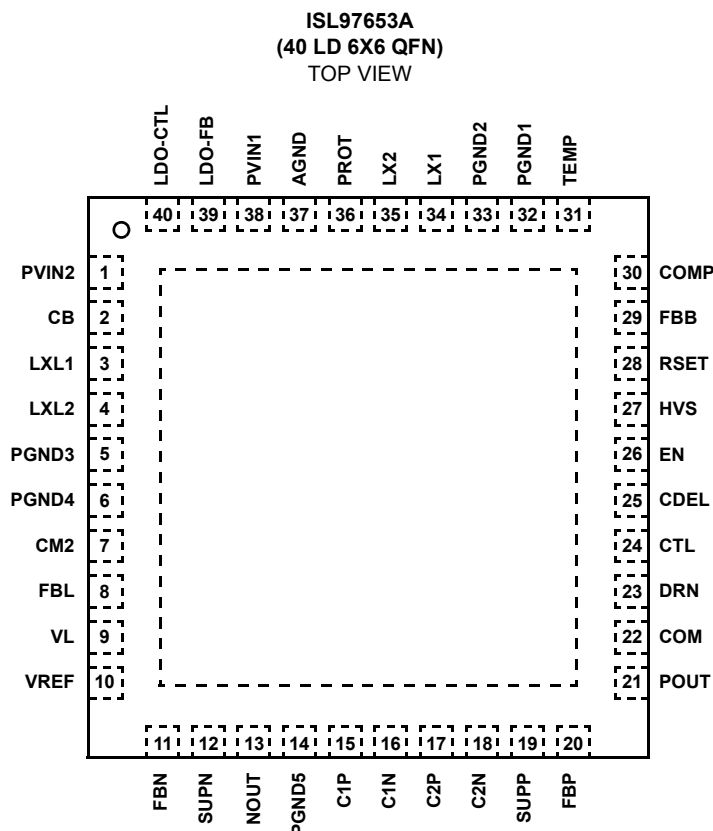 ISL97653A
(40 LD 6X6 QFN)
TOP VIEW
LDO-CTL
LDO-FB
PVIN1
AGND
PROT
LX2
LX1
PGND2
PGND1
TEMP
40 39 38 37 36 35 34 33 32 31
PVIN2 1 30 COMP
CB 2 29 FBB
LXL1 3 28 RSET
LXL2 4 27 HVS
PGND3 5 26 EN
PGND4 6 25 CDEL
CM2 7 24 CTL
FBL 8 23 DRN
VL 9 22 COM
VREF 10 21 POUT
11 12 13 14 15 16 17 18 19 20
FBN
SUPN
NOUT
PGND5
C1P
C1N
C2P
C2N
SUPP
FBP